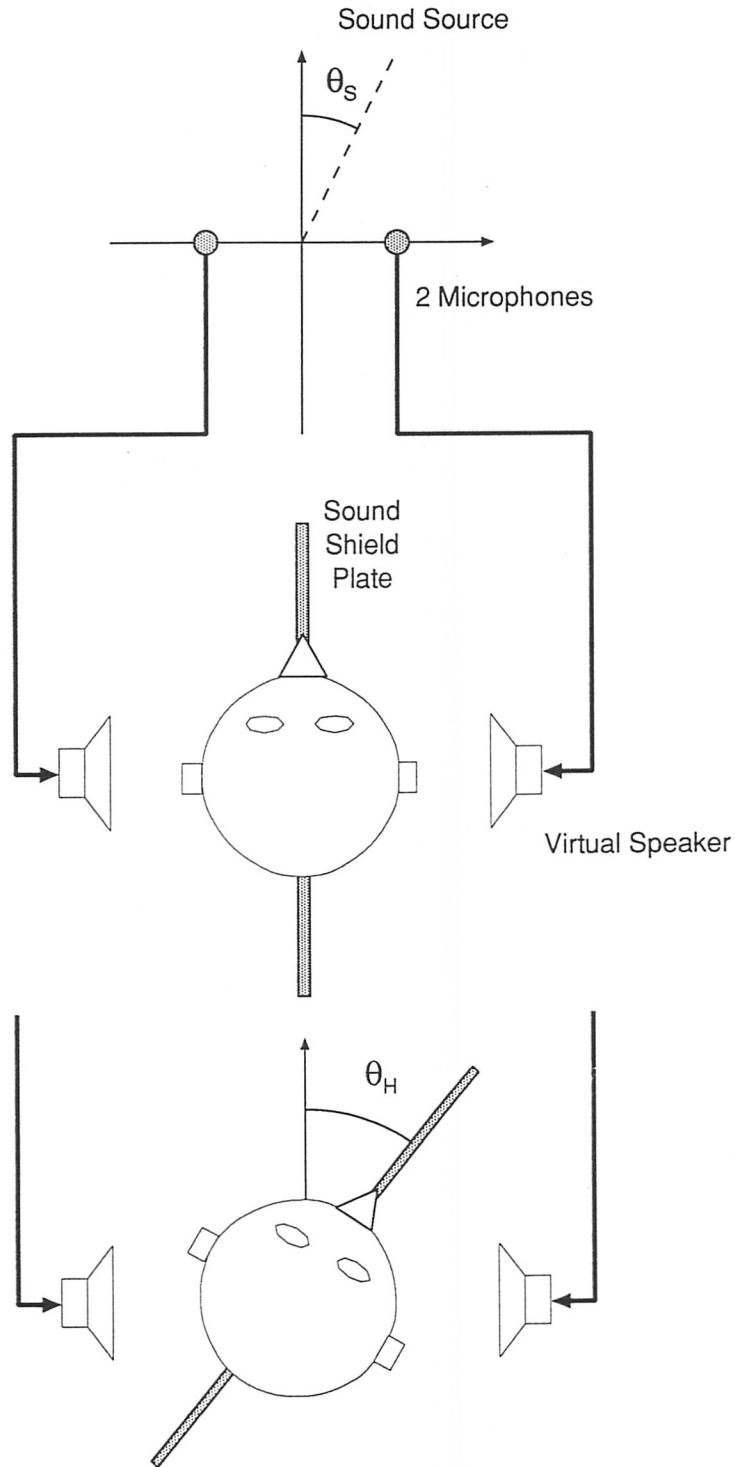 Sound Source
θS
2 Microphones
Sound
Shield
Plate
Virtual Speaker
θH